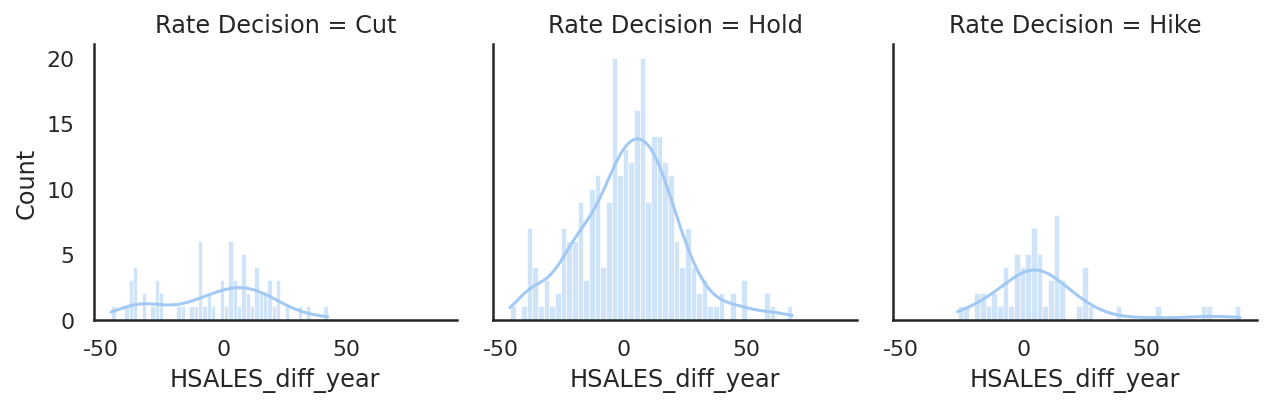 Rate Decision = Cut
Rate Decision = Hold
Rate Decision = Hike
20
15
10
5
0
Count
-50 0 50
-50 0 50
-50 0 50
HSALES_diff_year
HSALES_diff_year
HSALES_diff_year